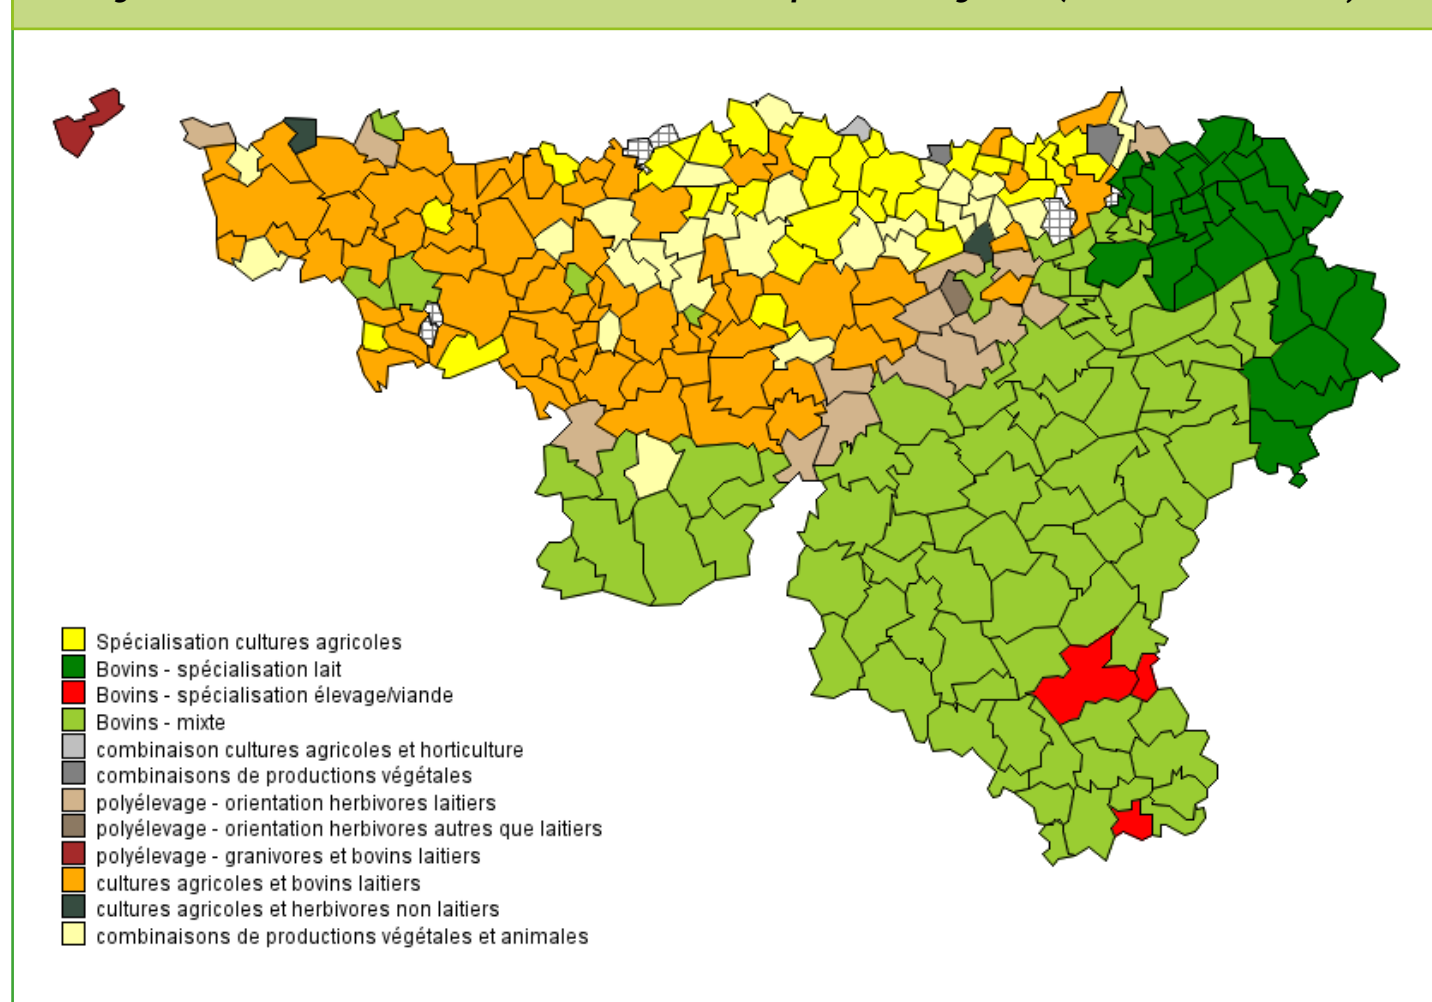 Spécialisation cultures agricoles
Bovins - spécialisation lait
Bovins - spécialisation élevage/viande
Bovins - mixte
combinaison cultures agricoles et horticulture
combinaisons de productions végétales
polyélevage - orientation herbivores laitiers
polyélevage - orientation herbivores autres que laitiers
polyélevage - granivores et bovins laitiers
cultures agricoles et bovins laitiers
cultures agricoles et herbivores non laitiers
combinaisons de productions végétales et animales